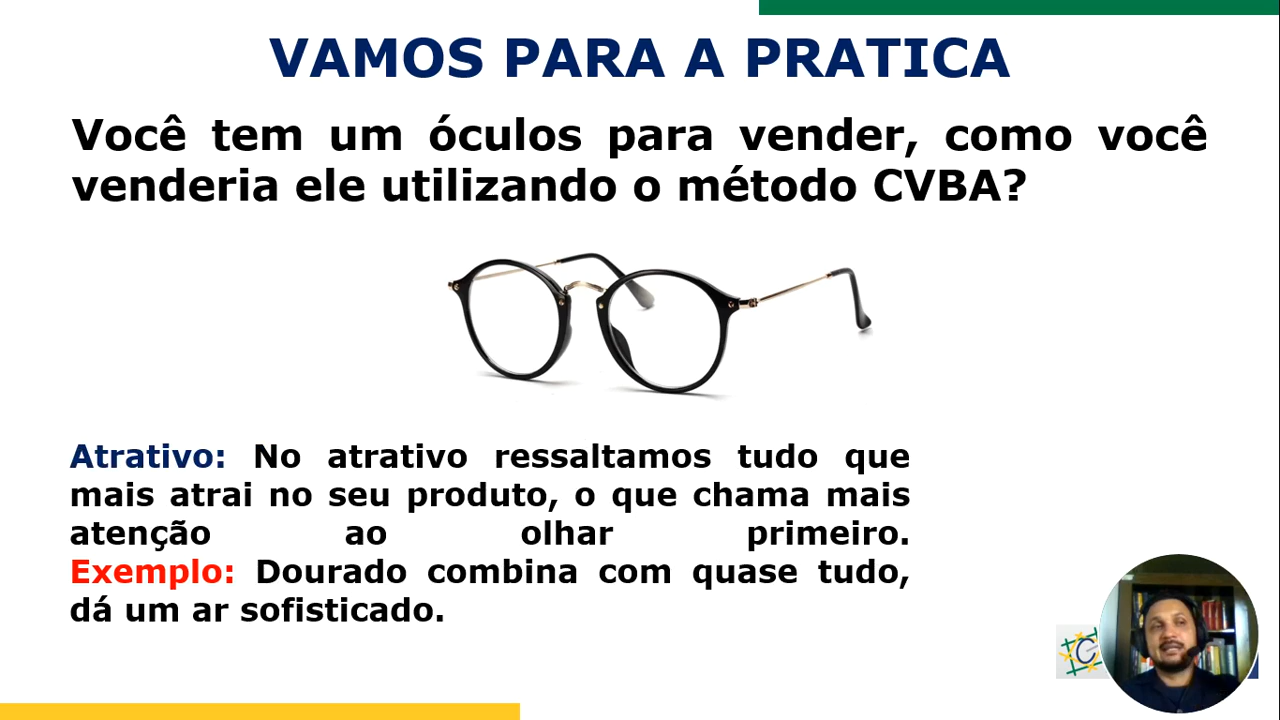 VAMOS PARA A PRATICA
Você tem um óculos para vender, como você
venderia ele utilizando o método CVBA?
Atrativo: No atrativo ressaltamos tudo que
mais atrai no seu produto, o que chama mais
atenção ao olhar primeiro.
Exemplo: Dourado combina com quase tudo,
dá um ar sofisticado.
C